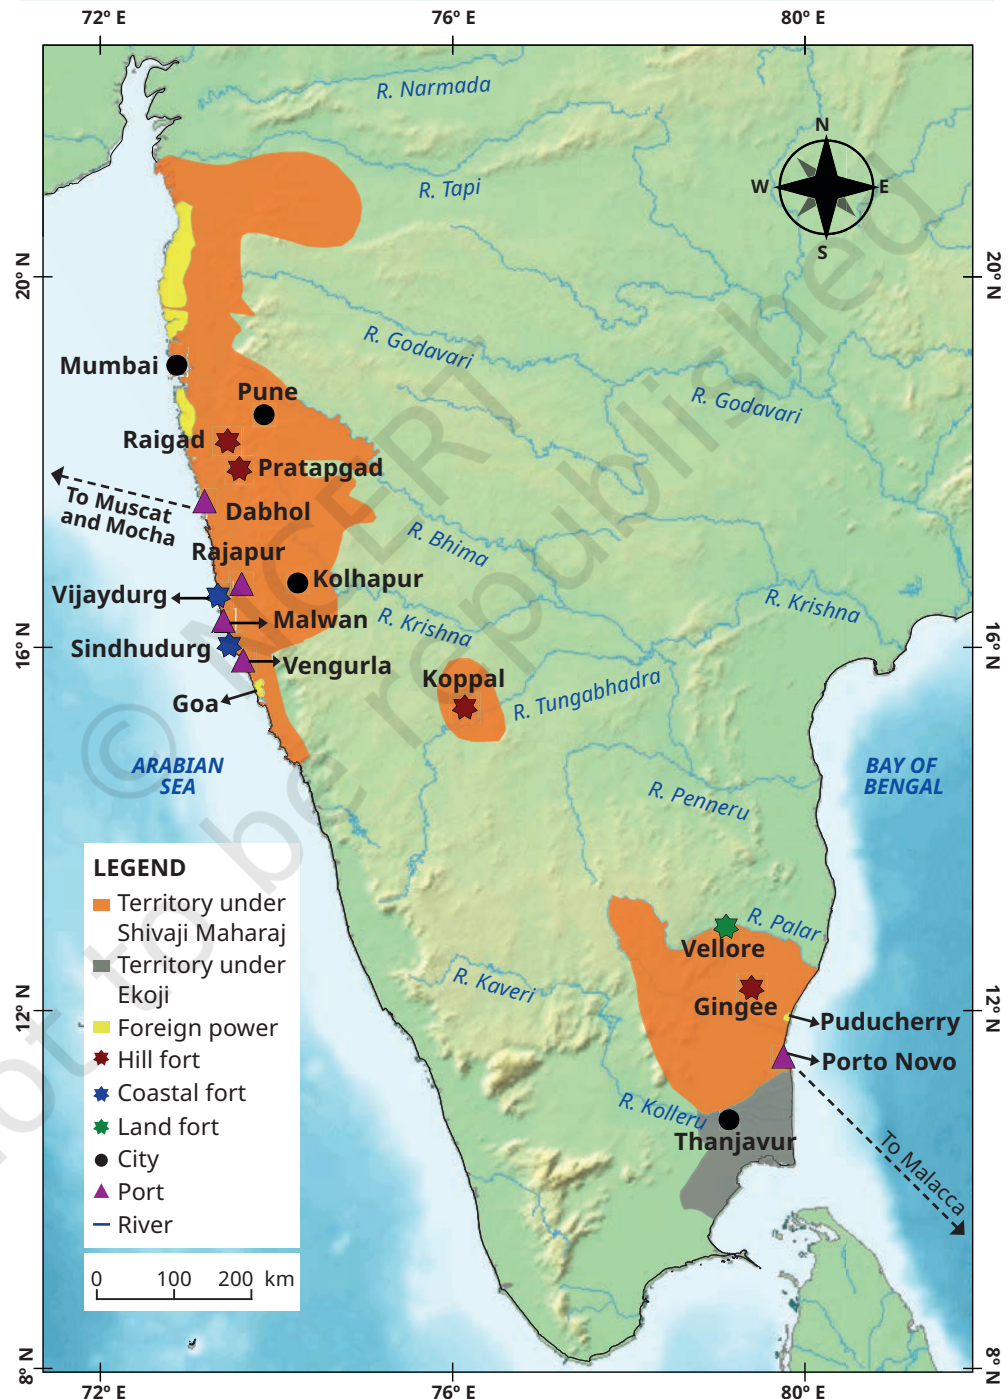 72° E
76° E
80° E
R. Narmada
N
W
E
S
R. Tapi
20° N
20° N
R. Godavari
Mumbai
Pune
R. Godavari
Raigad
Pratapgad
To Muscat
and Mocha
Dabhol
R. Bhima
Rajapur
Vijaydurg
Kolhapur
R. Krishna
Malwan
R. Krishna
Sindhudurg
16° N
16° N
Vengurla
Koppal
Goa
R. Tungabhadra
ARABIAN
SEA
BAY OF
BENGAL
R. Penneru
LEGEND
Territory under
Shivaji Maharaj
Territory under
Ekoji
Foreign power
Hill fort
Coastal fort
Land fort
City
Port
River
0 100 200 km
R. Palar
Vellore
R. Kaveri
Gingee
12° N
12° N
Puducherry
Porto Novo
R. Kolleru
Thanjavur
To Malacca
8° N
8° N
72° E
76° E
80° E
© NCERT
not to be republished